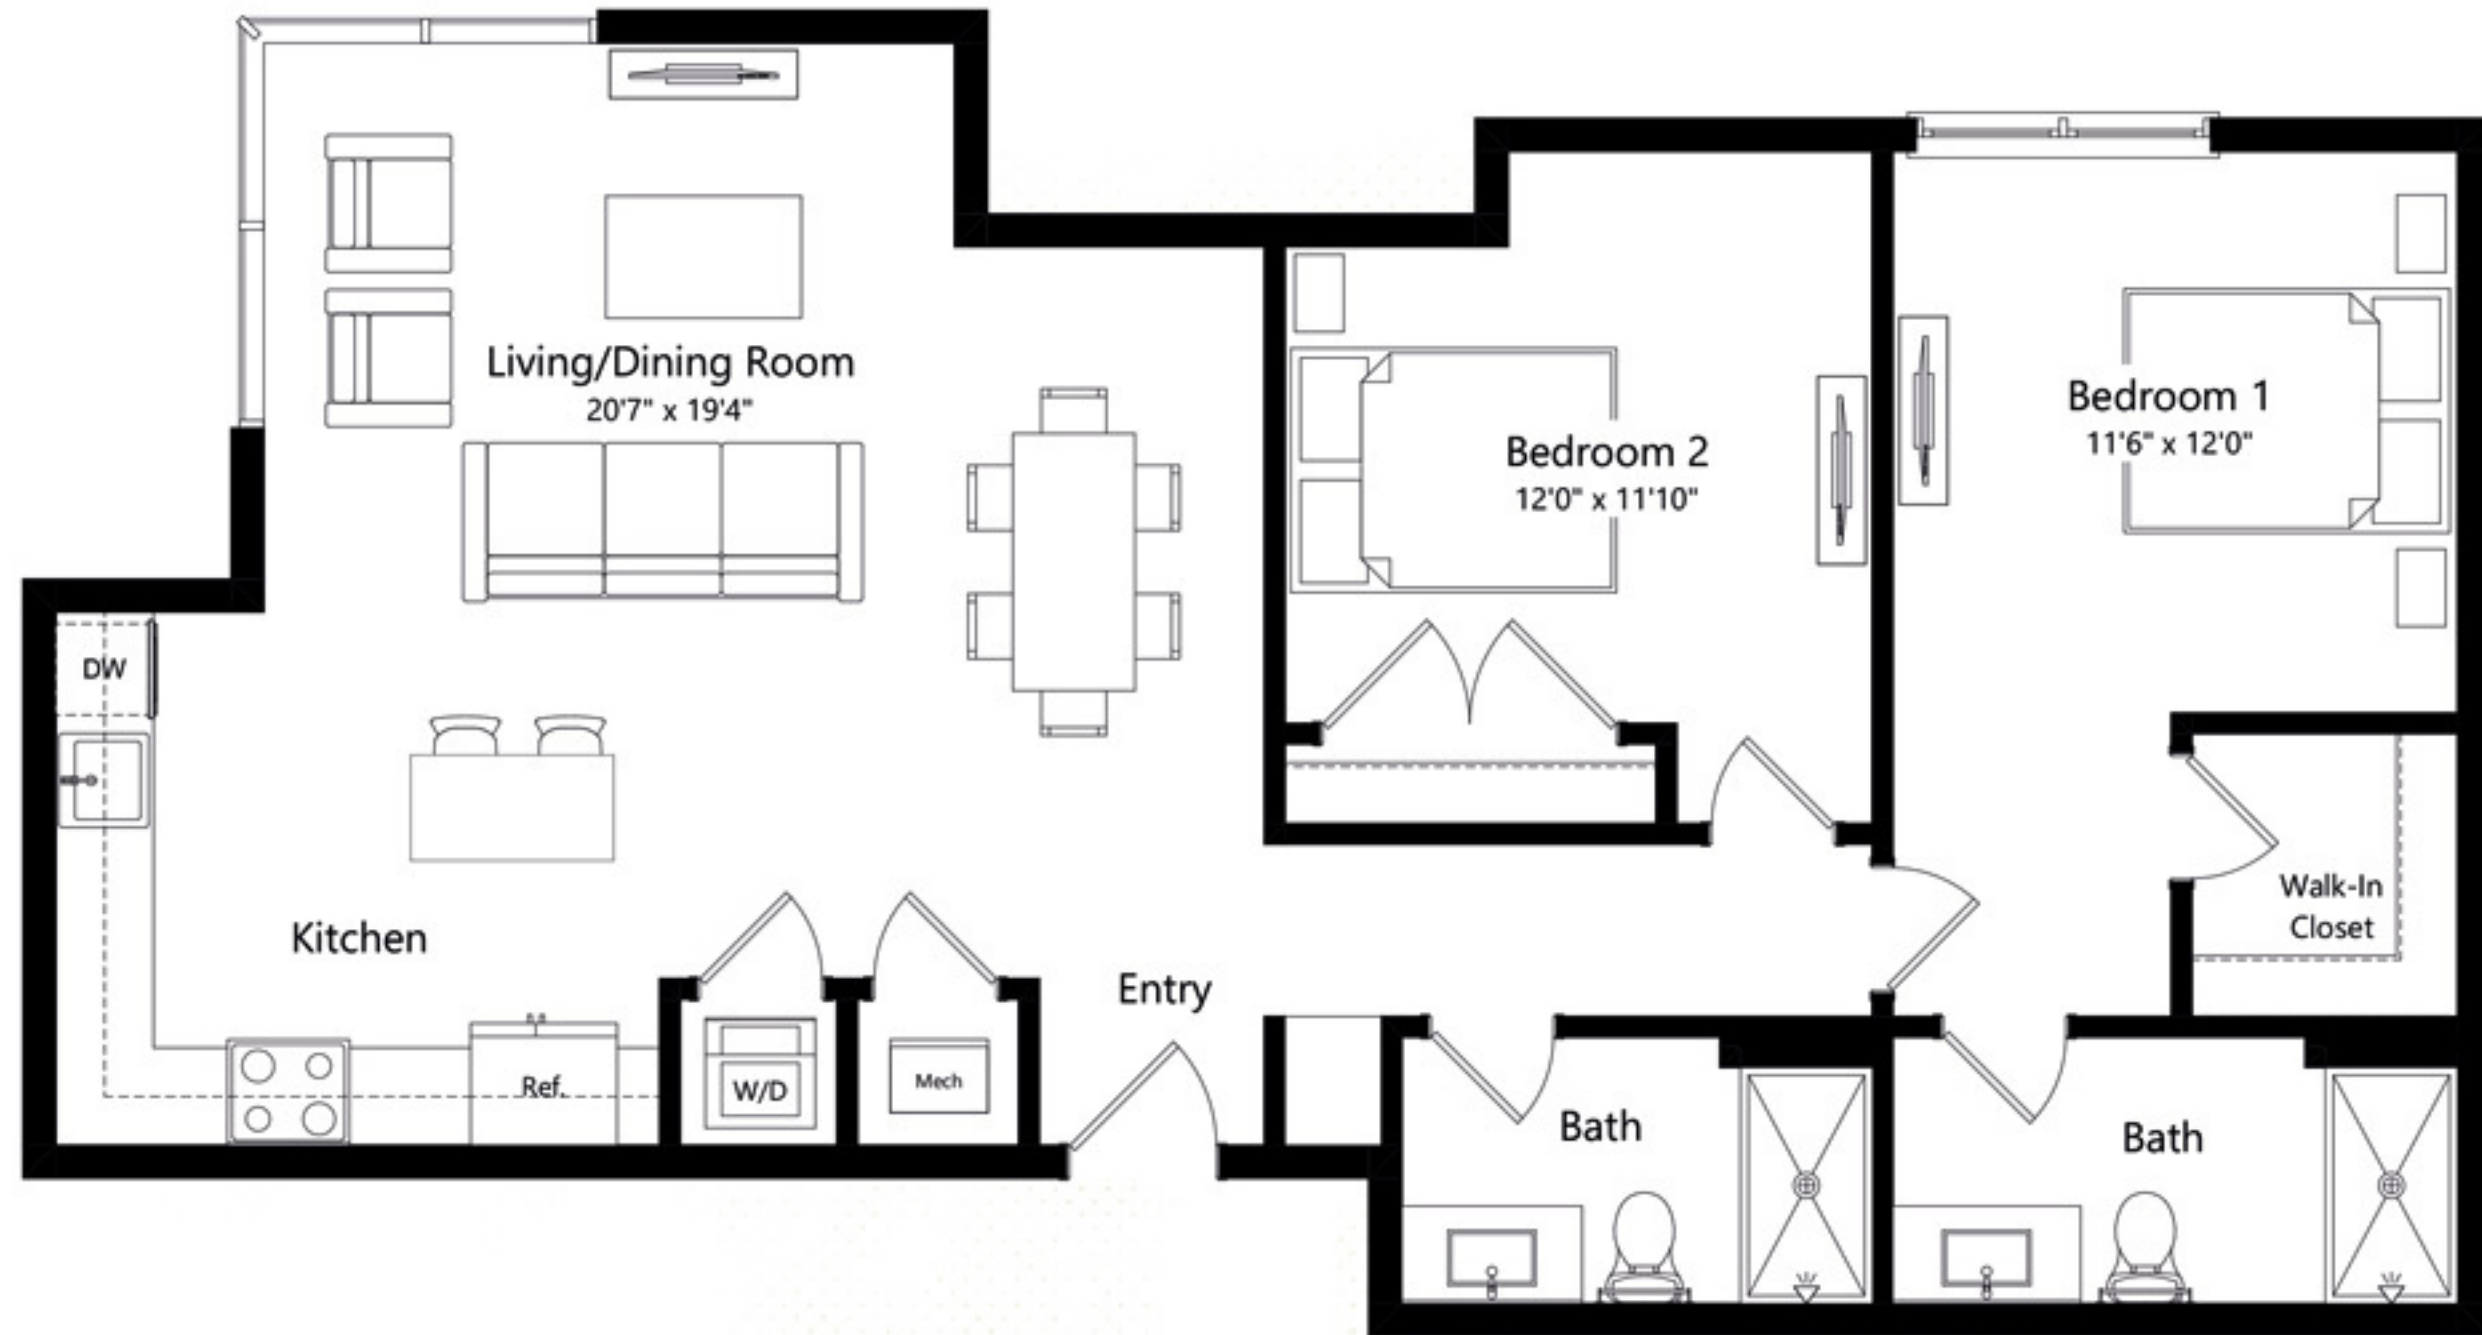 Living/Dining Room
20'7" x 19'4"
Bedroom 2
12'0" x 11'10"
Bedroom 1
11'6" x 12'0"
DW
Kitchen
Walk-In
Closet
Entry
Ref.
W/D
Mech
Bath
Bath